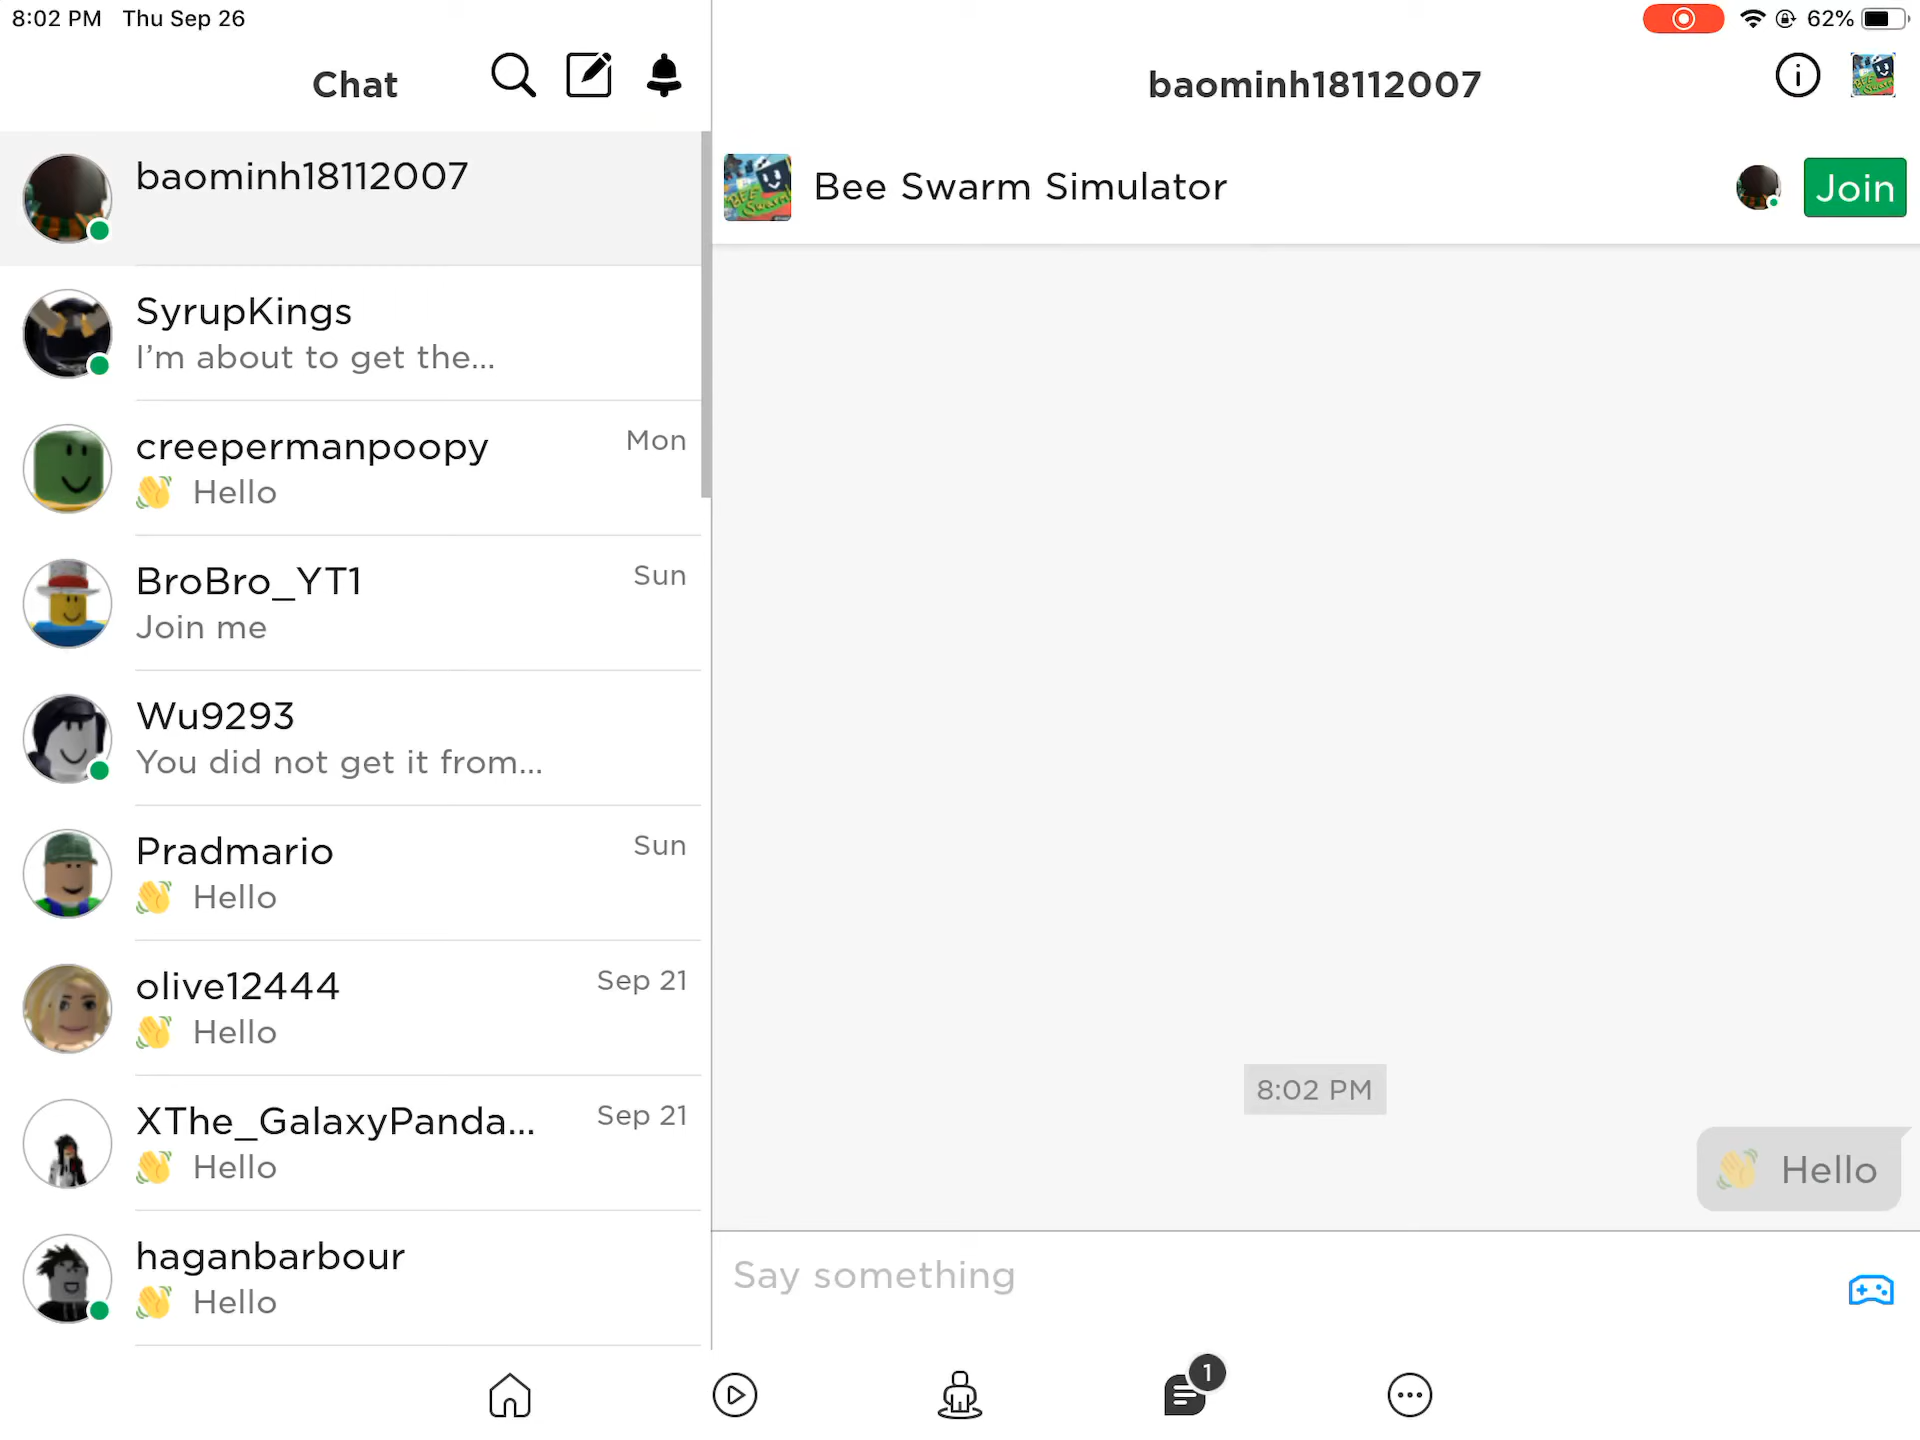 8:02 PM Thu Sep 26
62%
Chat
baominh18112007
SyrupKings
I'm about to get the...
creepermanpoopy
Mon
👋 Hello
BroBro_YT1
Sun
Join me
Wu9293
You did not get it from...
Pradmario
Sun
👋 Hello
olive12444
Sep 21
👋 Hello
XThe_GalaxyPanda...
Sep 21
👋 Hello
haganbarbour
👋 Hello
baominh18112007
Bee Swarm Simulator
Join
8:02 PM
👋 Hello
Say something
1